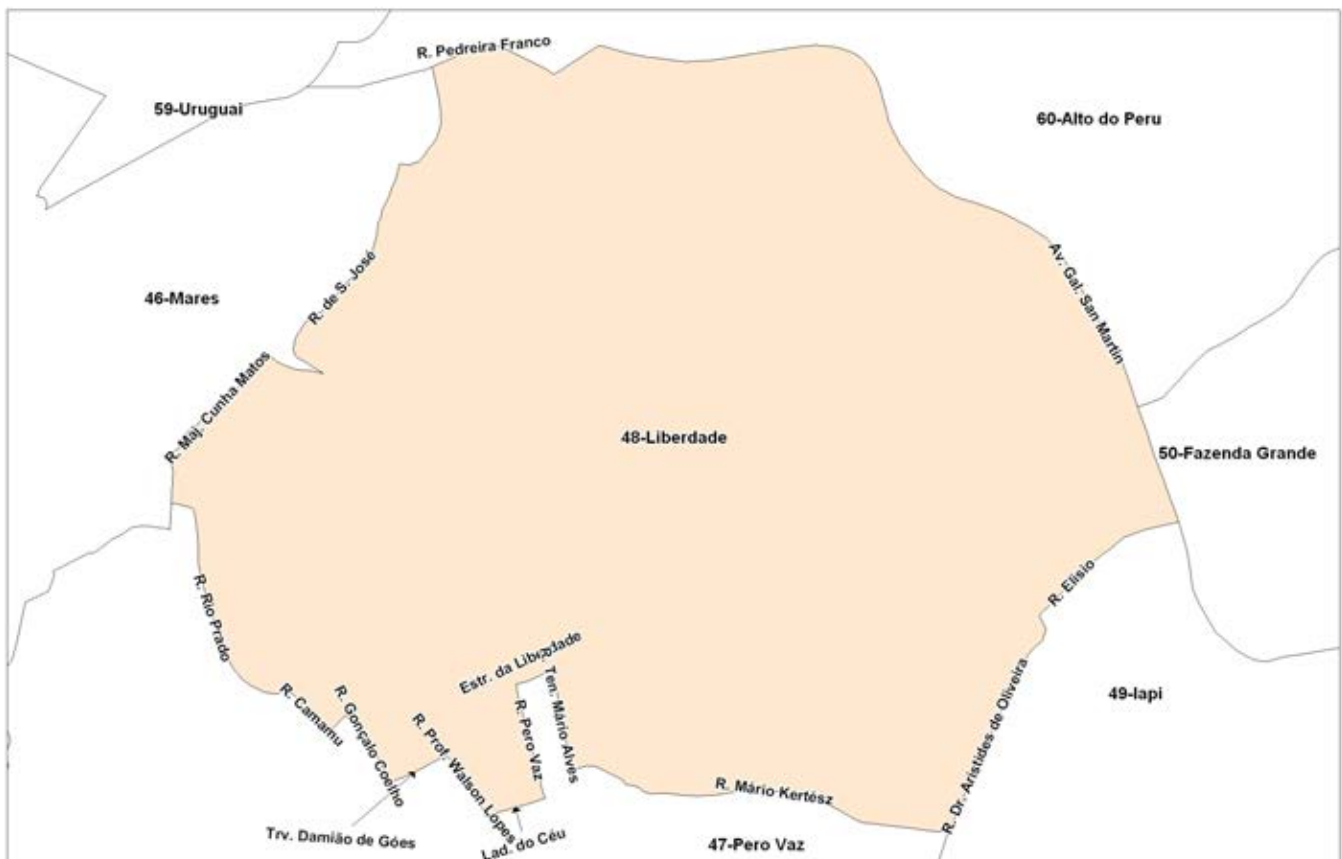 R. Pedreira Franco
59-Uruguai
60-Alto do Peru
R. de S. José
Av. Gal. San Martin
46-Mares
R. Maj. Cunha Matos
48-Liberdade
50-Fazenda Grande
R. Elisio
R. Rio Prado
Estr. da Liberdade
R. Ten. Mário Alves
R. Dr. Aristides de Oliveira
49-Iapi
R. Camamu
R. Gonçalo Coelho
R. Prof. Walson Lopes
R. Pero Vaz
R. Mário Kertész
Trv. Damião de Góes
Lad. do Céu
47-Pero Vaz